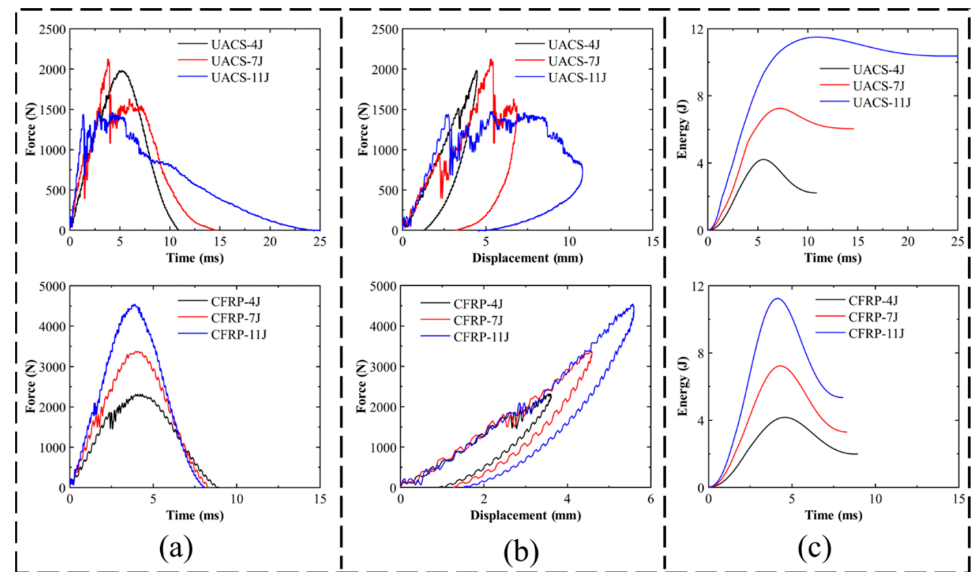 2500
2000
1500
1000
500
0
Force (N)
UACS-4J
UACS-7J
UACS-11J
0 5 10 15 20 25
Time (ms)
2500
2000
1500
1000
500
0
Force (N)
UACS-4J
UACS-7J
UACS-11J
0 5 10 15
Displacement (mm)
12
8
4
0
Energy (J)
UACS-4J
UACS-7J
UACS-11J
0 5 10 15 20 25
Time (ms)
5000
4000
3000
2000
1000
0
Force (N)
CFRP-4J
CFRP-7J
CFRP-11J
0 5 10 15
Time (ms)
5000
4000
3000
2000
1000
0
Force (N)
CFRP-4J
CFRP-7J
CFRP-11J
0 2 4 6
Displacement (mm)
12
8
4
0
Energy (J)
CFRP-4J
CFRP-7J
CFRP-11J
0 5 10 15
Time (ms)
(a)
(b)
(c)